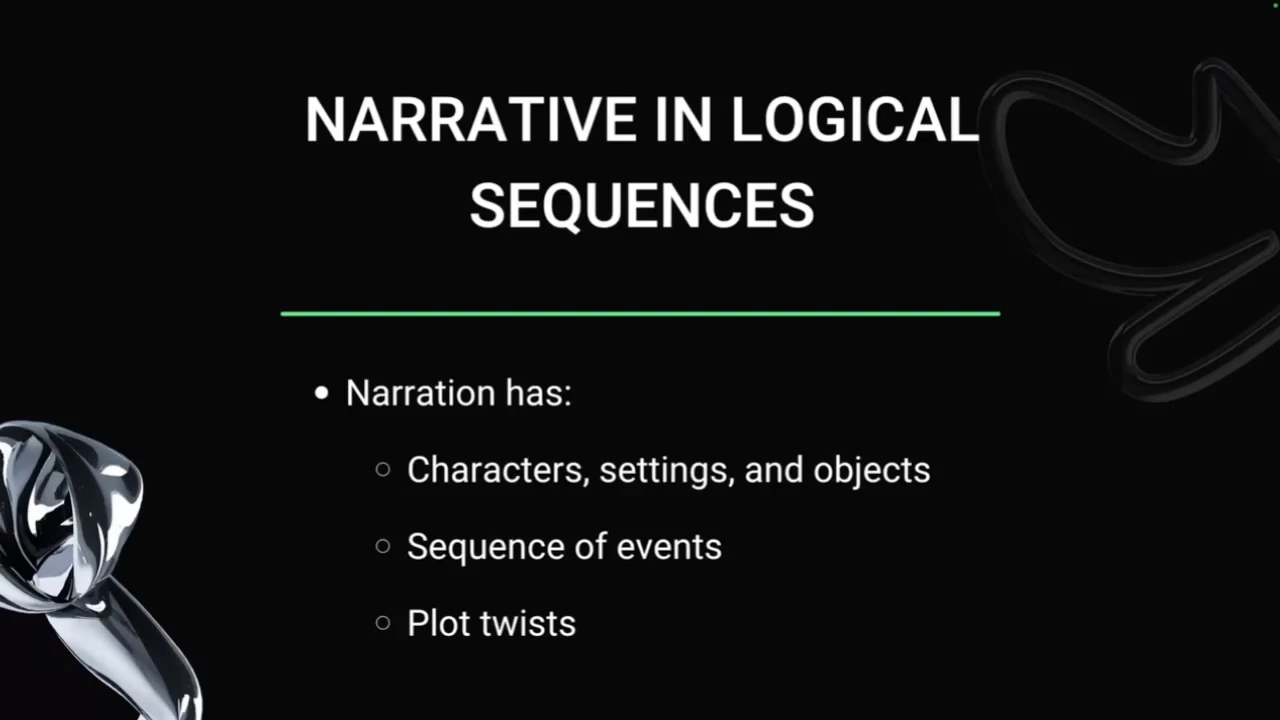 NARRATIVE IN LOGICAL
SEQUENCES
• Narration has:
○ Characters, settings, and objects
○ Sequence of events
○ Plot twists